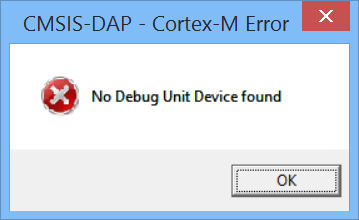 CMSIS-DAP - Cortex-M Error
No Debug Unit Device found
OK